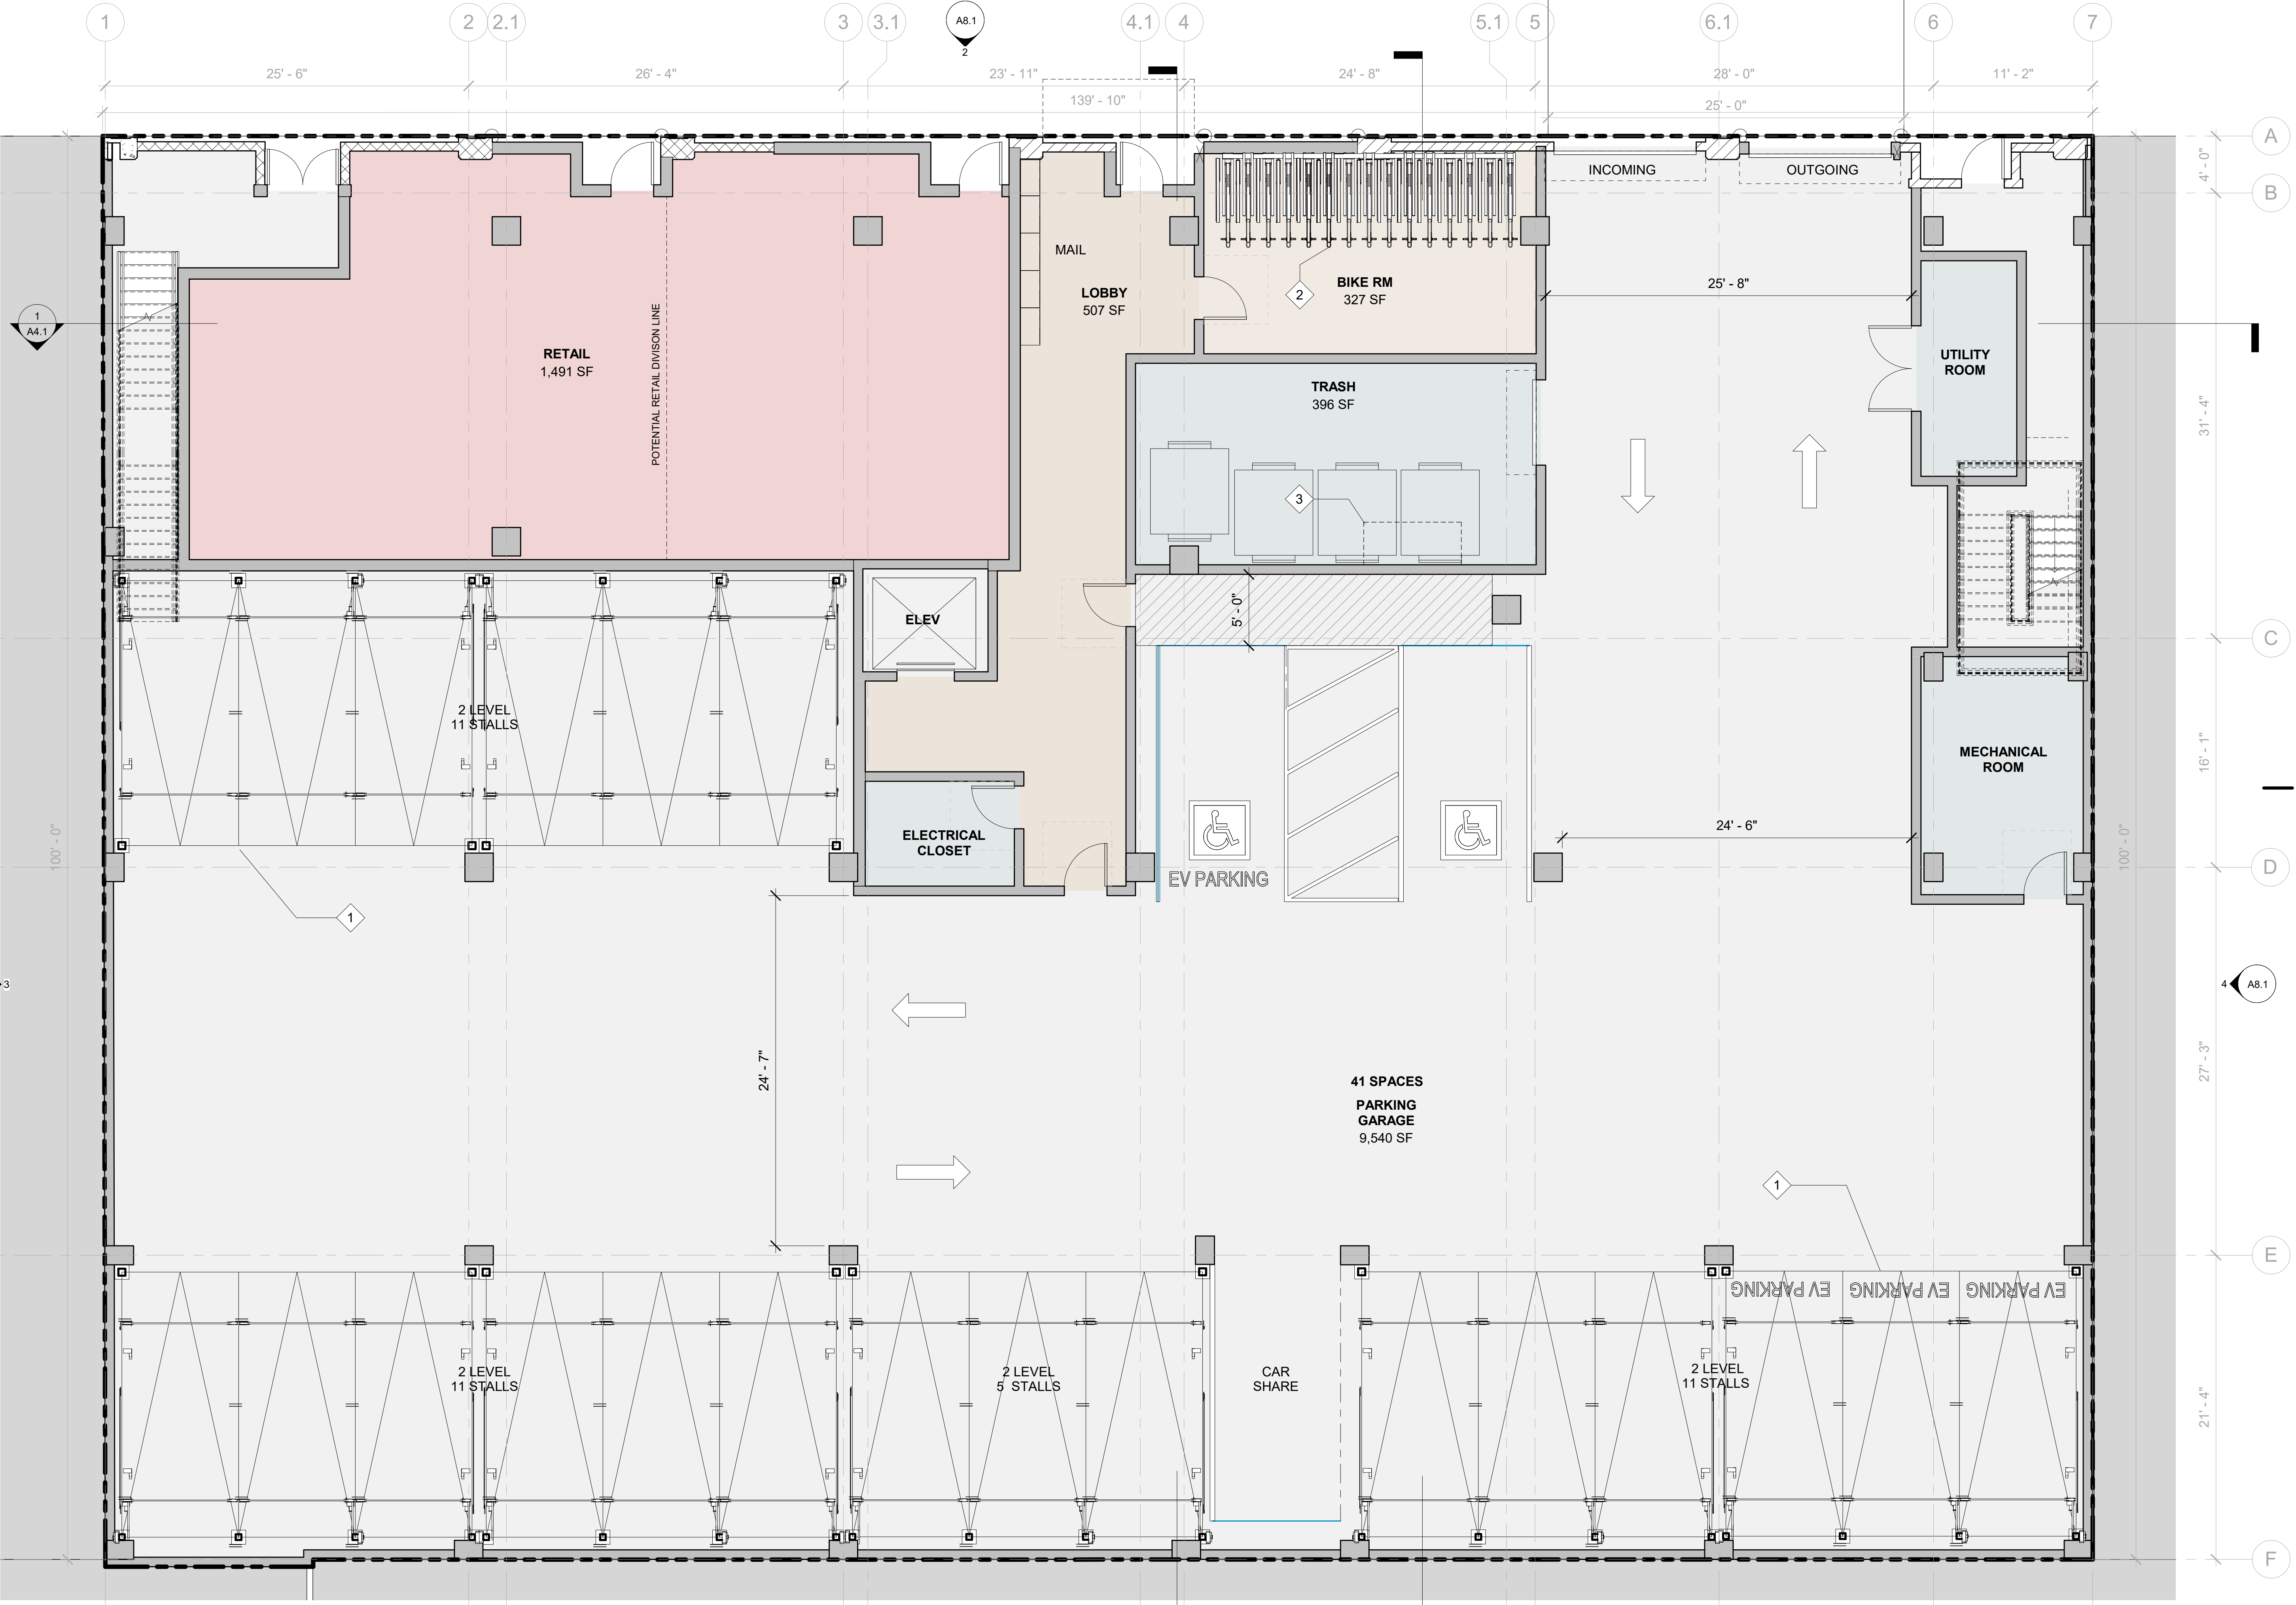 1
2
2.1
3
3.1
A8.1
2
4.1
4
5.1
5
6.1
6
7
25' - 6"
26' - 4"
23' - 11"
24' - 8"
28' - 0"
11' - 2"
139' - 10"
25' - 0"
A
4' - 0"
B
INCOMING
OUTGOING
MAIL
LOBBY
507 SF
BIKE RM
327 SF
2
25' - 8"
1
A4.1
RETAIL
1,491 SF
POTENTIAL RETAIL DIVISON LINE
TRASH
396 SF
3
UTILITY
ROOM
31' - 4"
5' - 0"
ELEV
C
2 LEVEL
11 STALLS
MECHANICAL
ROOM
16' - 1"
ELECTRICAL
CLOSET
24' - 6"
100' - 0"
100' - 0"
D
EV PARKING
1
3
4
A8.1
24' - 7"
41 SPACES
PARKING
GARAGE
9,540 SF
27' - 3"
1
E
EV PARKING
EV PARKING
EV PARKING
2 LEVEL
11 STALLS
2 LEVEL
5 STALLS
CAR
SHARE
2 LEVEL
11 STALLS
21' - 4"
F